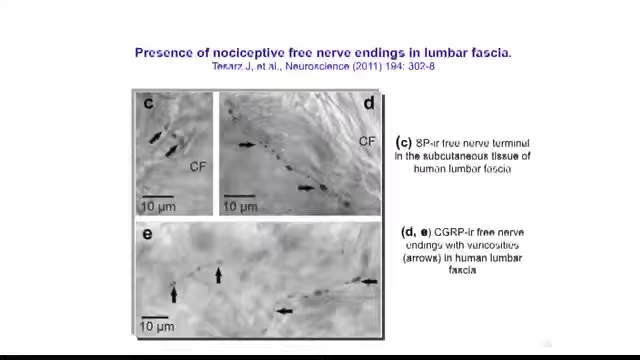 Presence of nociceptive free nerve endings in lumbar fascia.
Tesarz J, et al., Neuroscience (2011) 194: 302-8
c
d
CF
CF
10 µm
10 µm
(c) SP-ir free nerve terminal
in the subcutaneous tissue of
human lumbar fascia
e
10 µm
(d, e) CGRP-ir free nerve
endings with varicosities
(arrows) in human lumbar
fascia